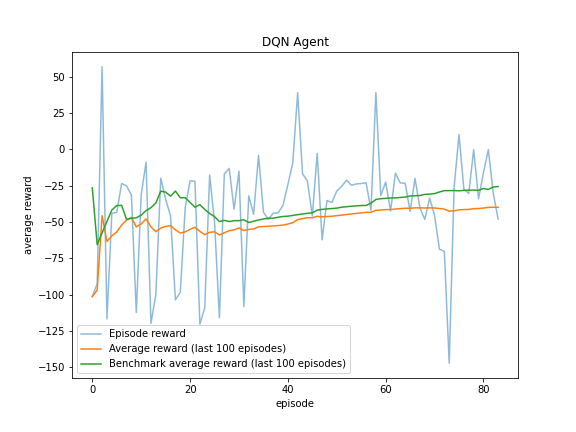 DQN Agent
average reward
50
25
0
−25
−50
−75
−100
−125
−150
Episode reward
Average reward (last 100 episodes)
Benchmark average reward (last 100 episodes)
0 20 40 60 80
episode